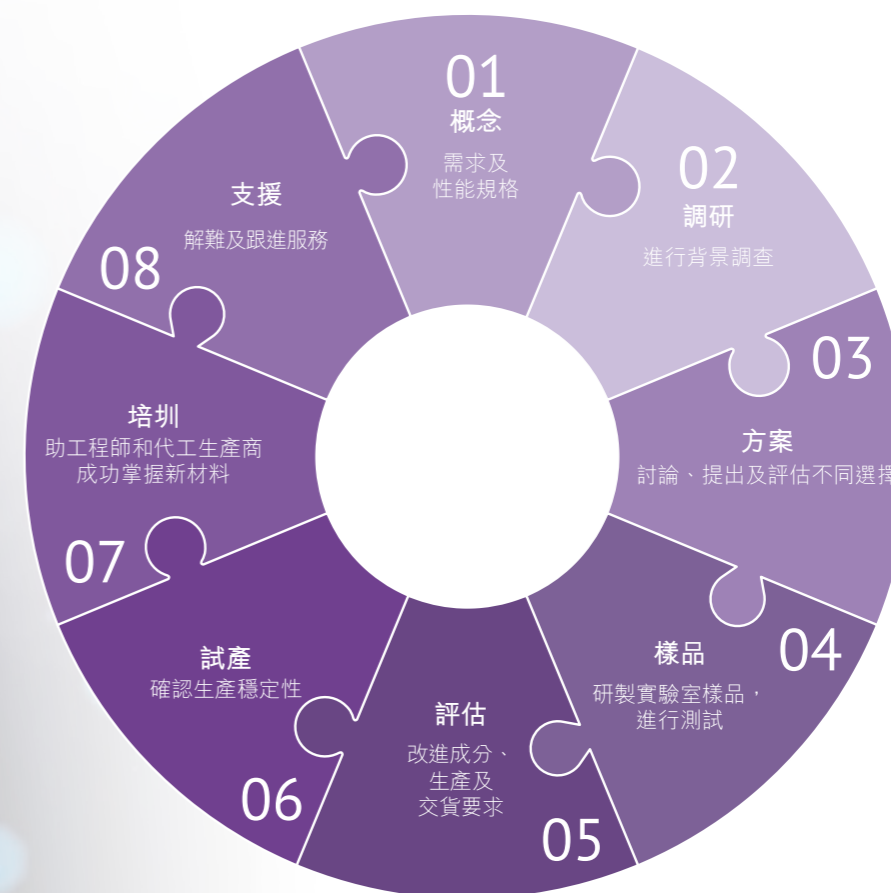 01
概念
需求及
性能規格
02
調研
進行背景調查
03
方案
討論、提出及評估不同選擇
04
樣品
研製實驗室樣品，
進行測試
05
評估
改進成分、
生產及
交貨要求
06
試產
確認生產穩定性
07
培圳
助工程師和代工生產商
成功掌握新材料
08
支援
解難及跟進服務